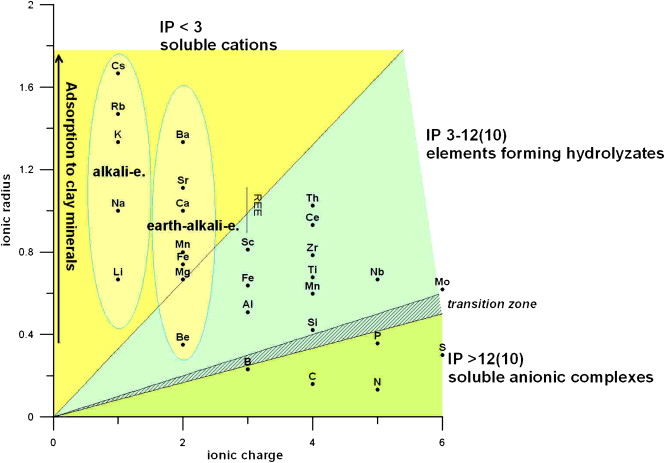 2
IP < 3
soluble cations
Cs
1.6
Rb
K
Ba
IP 3-12(10)
elements forming hydrolyzates
1.2
alkali-e.
Sr
REE
Th
Na
Ca
Ce
earth-alkali-e.
Adsorption to clay minerals
ionic radius
Mn
Sc
Zr
0.8
Fe
Li
Mg
Fe
Ti
Nb
Mo
Mn
Al
transition zone
Si
0.4
Be
P
S
IP >12(10)
soluble anionic complexes
B
C
N
0
0
2
4
6
ionic charge